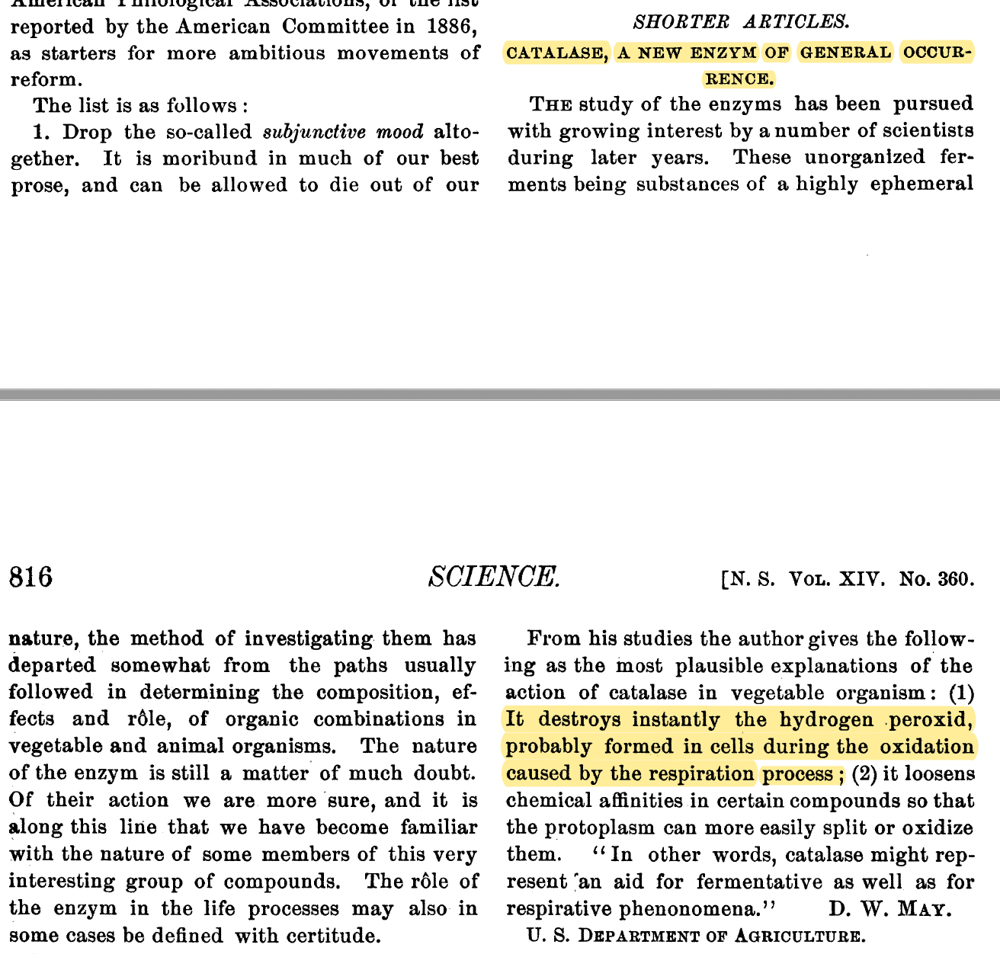 American Philological Associations, or the list
reported by the American Committee in 1886,
as starters for more ambitious movements of
reform.
The list is as follows :
1. Drop the so-called subjunctive mood alto-
gether. It is moribund in much of our best
prose, and can be allowed to die out of our
SHORTER ARTICLES.
CATALASE, A NEW ENZYM OF GENERAL OCCUR-
RENCE.
THE study of the enzyms has been pursued
with growing interest by a number of scientists
during later years. These unorganized fer-
ments being substances of a highly ephemeral
816
SCIENCE.
[N. S. VOL. XIV. No. 360.
nature, the method of investigating them has
departed somewhat from the paths usually
followed in determining the composition, ef-
fects and rôle, of organic combinations in
vegetable and animal organisms. The nature
of the enzym is still a matter of much doubt.
Of their action we are more sure, and it is
along this line that we have become familiar
with the nature of some members of this very
interesting group of compounds. The rôle of
the enzym in the life processes may also in
some cases be defined with certitude.
From his studies the author gives the follow-
ing as the most plausible explanations of the
action of catalase in vegetable organism : (1)
It destroys instantly the hydrogen peroxid,
probably formed in cells during the oxidation
caused by the respiration process ; (2) it loosens
chemical affinities in certain compounds so that
the protoplasm can more easily split or oxidize
them. “In other words, catalase might rep-
resent an aid for fermentative as well as for
respirative phenonomena.” D. W. MAY.
U. S. DEPARTMENT OF AGRICULTURE.